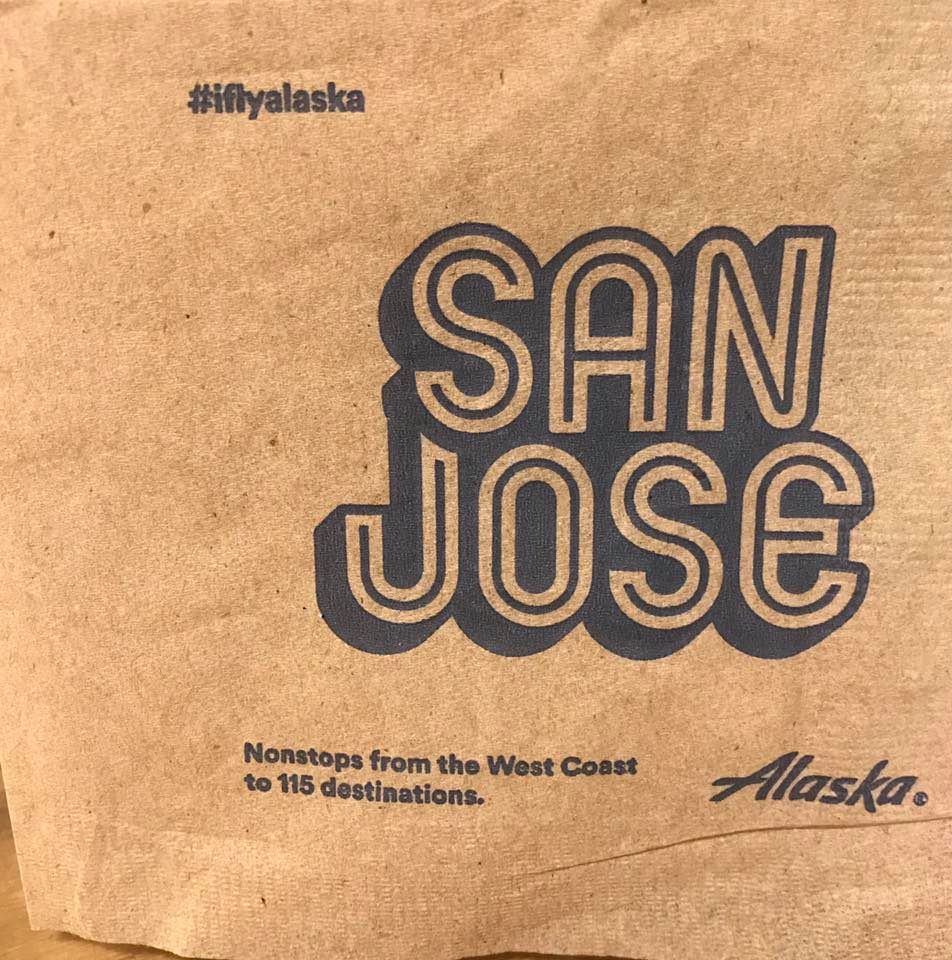 #iflyalaska
SAN
JOSE
Nonstops from the West Coast
to 115 destinations.
Alaska®